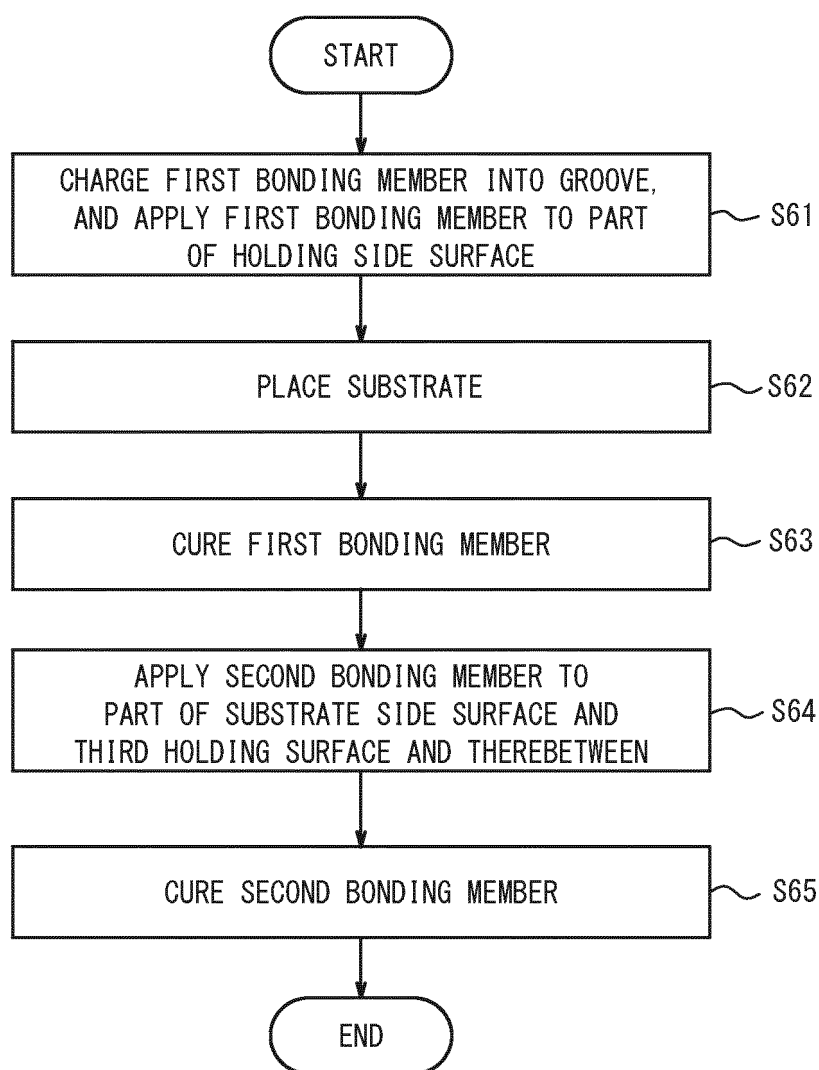 START
CHARGE FIRST BONDING MEMBER INTO GROOVE,
AND APPLY FIRST BONDING MEMBER TO PART
OF HOLDING SIDE SURFACE
S61
PLACE SUBSTRATE
S62
CURE FIRST BONDING MEMBER
S63
APPLY SECOND BONDING MEMBER TO
PART OF SUBSTRATE SIDE SURFACE AND
THIRD HOLDING SURFACE AND THEREBETWEEN
S64
CURE SECOND BONDING MEMBER
S65
END